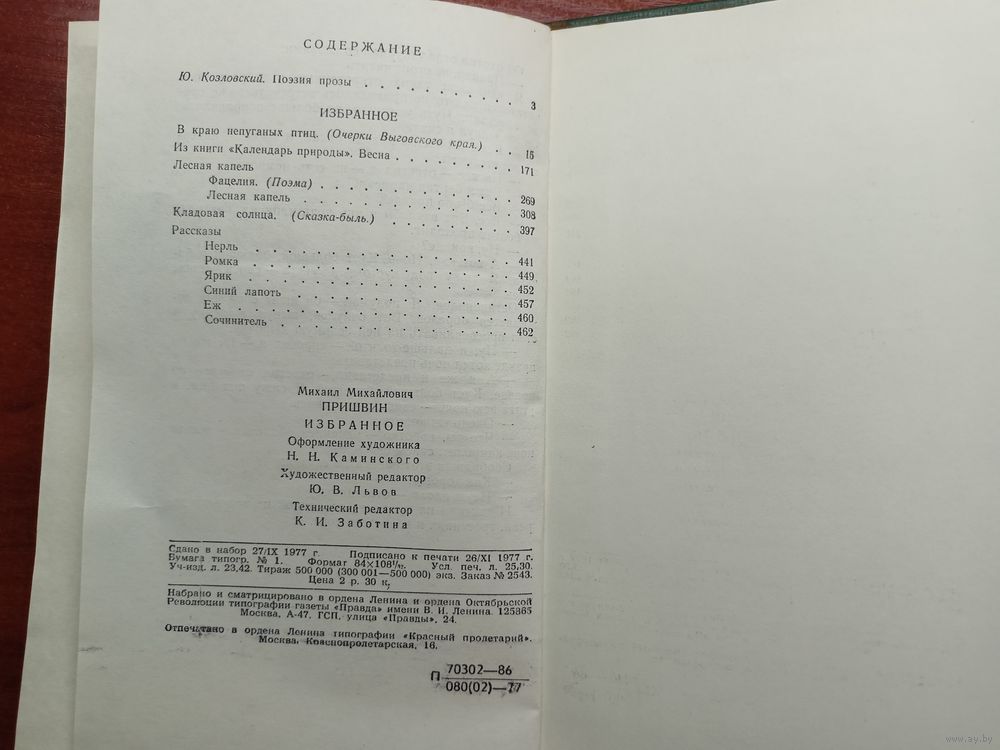 СОДЕРЖАНИЕ
Ю. Козловский. Поэзия прозы . . . . . . . . . . 3
ИЗБРАННОЕ
В краю непуганых птиц. (Очерки Выговского края.) . . 15
Из книги «Календарь природы». Весна . . . . . . . 171
Лесная капель
Фацелия. (Поэма) . . . . . . . . . . . . 269
Лесная капель . . . . . . . . . . . . . 308
Кладовая солнца. (Сказка-быль.) . . . . . . . . 397
Рассказы
Нерль . . . . . . . . . . . . . . . 441
Ромка . . . . . . . . . . . . . . . 449
Ярик . . . . . . . . . . . . . . . 452
Синий лапоть . . . . . . . . . . . . . 457
Еж . . . . . . . . . . . . . . . . 460
Сочинитель . . . . . . . . . . . . . . 462
Михаил Михайлович
ПРИШВИН
ИЗБРАННОЕ
Оформление художника
Н. Н. Каминского
Художественный редактор
Ю. В. Львов
Технический редактор
К. И. Заботина
Сдано в набор 27/IX 1977 г. Подписано к печати 26/XI 1977 г.
Бумага типогр. № 1. Формат 84×108¹/₃₂. Усл. печ. л. 25,30.
Уч-изд. л. 23,42. Тираж 500 000 (300 001—500 000) экз. Заказ № 2543.
Цена 2 р. 30 к.
Набрано и сматрицировано в ордена Ленина и ордена Октябрьской
Революции типографии газеты «Правда» имени В. И. Ленина. 125865
Москва, А-47, ГСП, улица «Правды», 24.
Отпечатано в ордена Ленина типографии «Красный пролетарий».
Москва, Краснопролетарская, 16.
П 70302—86
080(02)—77
www.ay.by